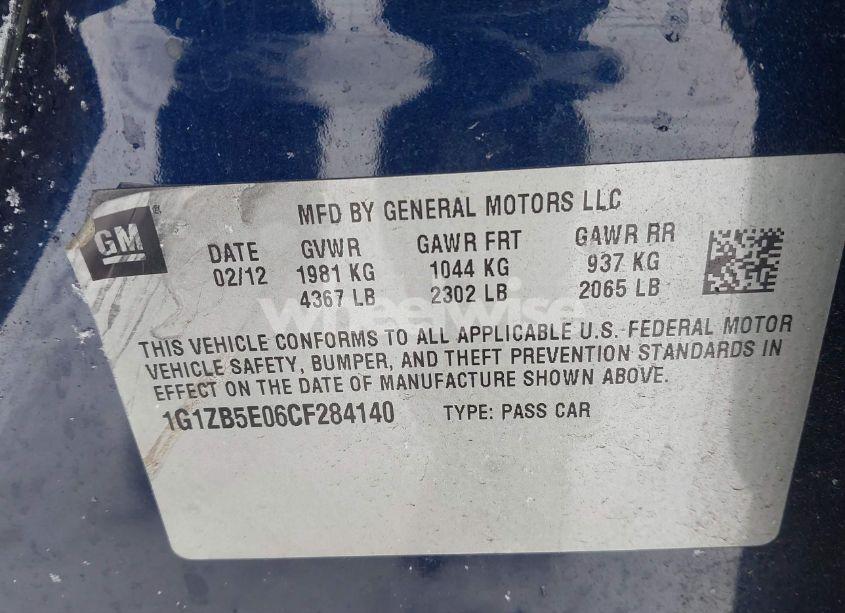 GM
MFD BY GENERAL MOTORS LLC
DATE GVWR GAWR FRT GAWR RR
02/12 1981 KG 1044 KG 937 KG
4367 LB 2302 LB 2065 LB
wheelwise
THIS VEHICLE CONFORMS TO ALL APPLICABLE U.S. FEDERAL MOTOR
VEHICLE SAFETY, BUMPER, AND THEFT PREVENTION STANDARDS IN
EFFECT ON THE DATE OF MANUFACTURE SHOWN ABOVE.
1G1ZB5E06CF284140 TYPE: PASS CAR